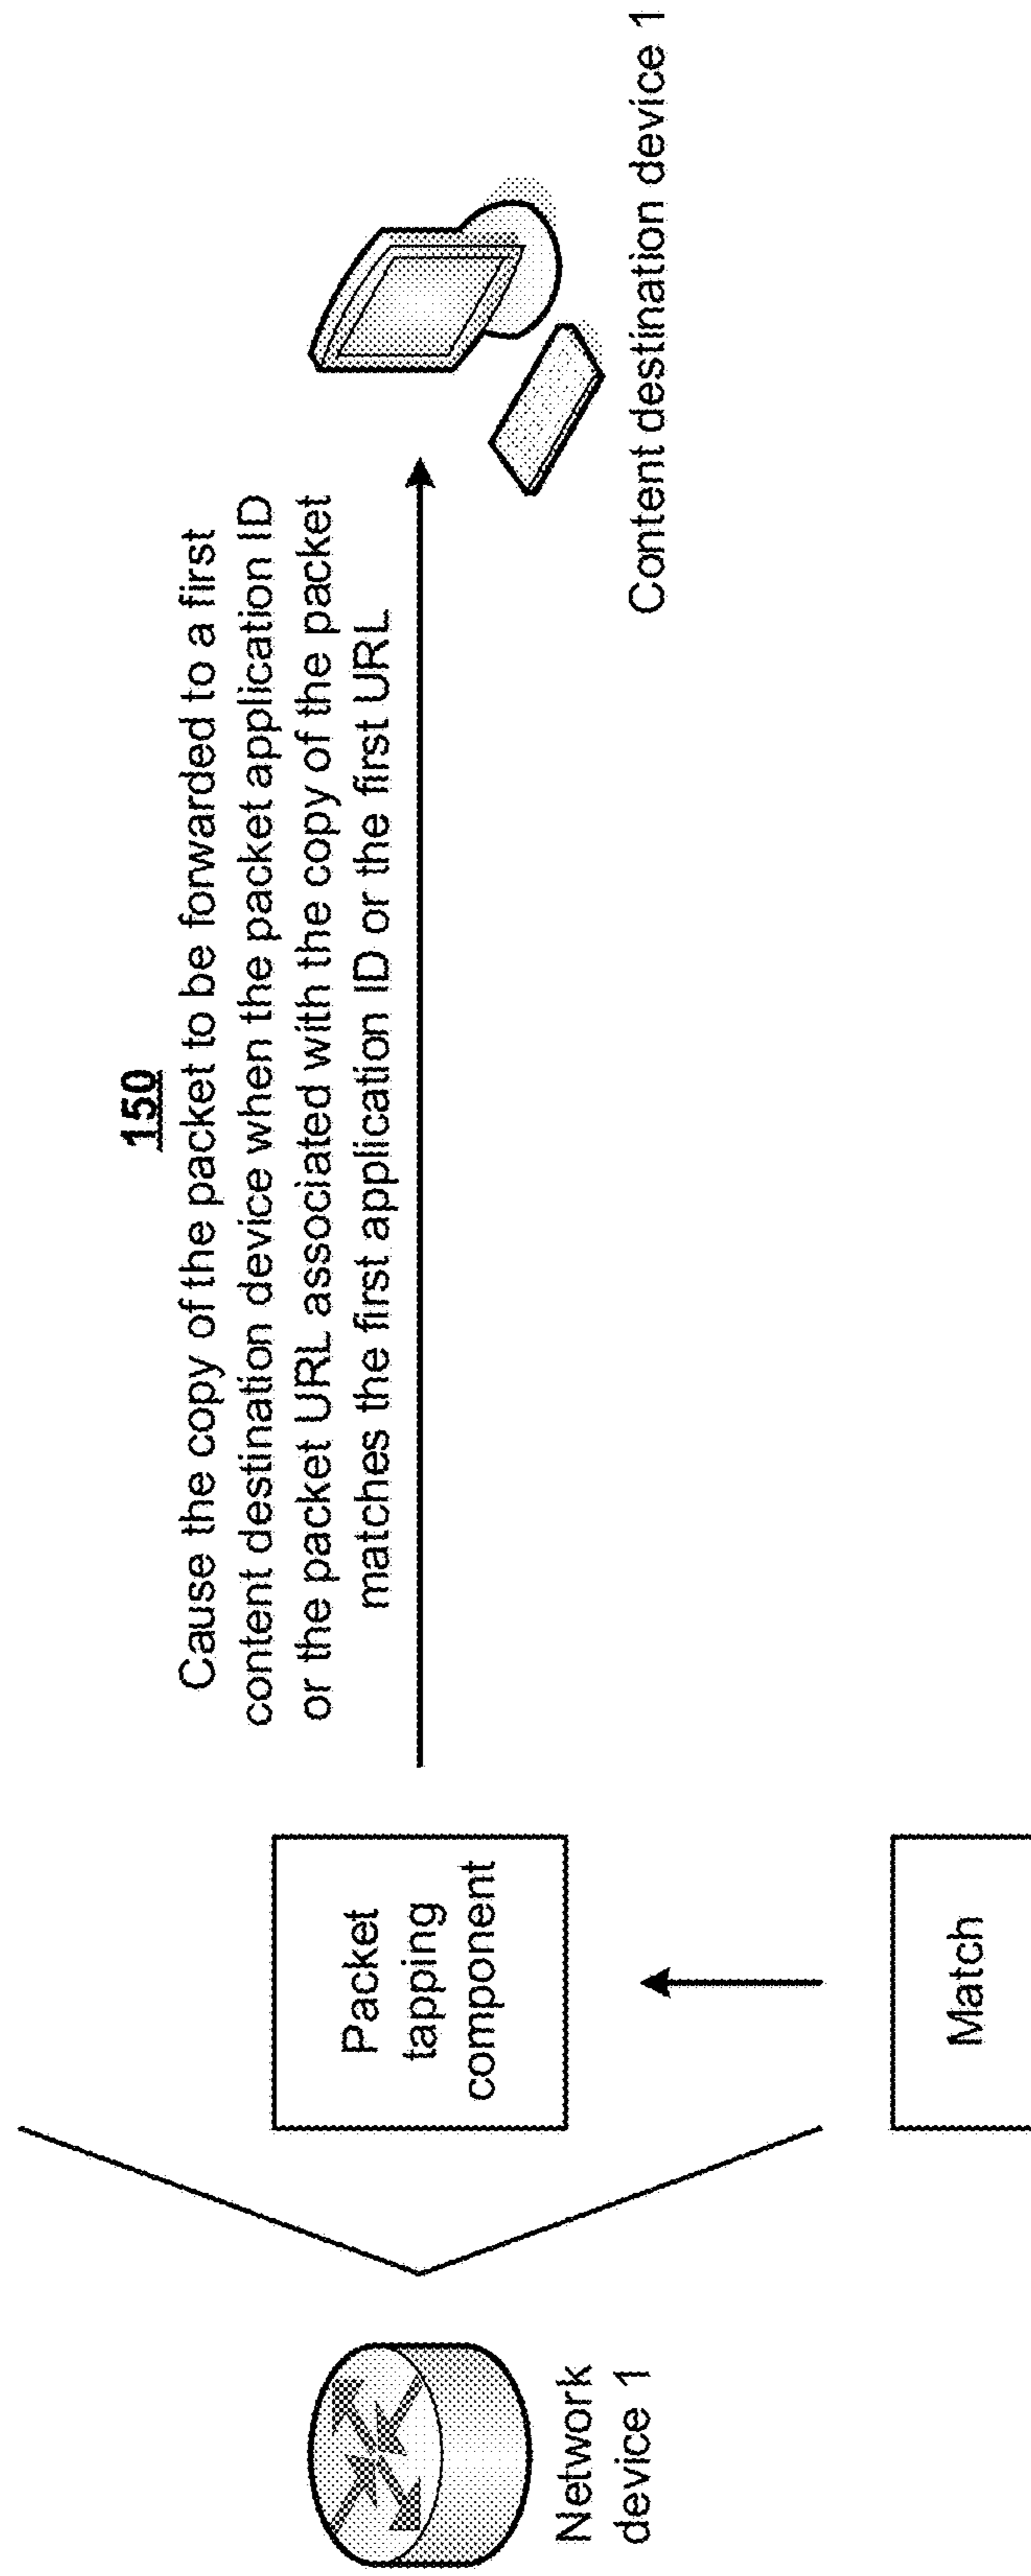 150
Cause the copy of the packet to be forwarded to a first
content destination device when the packet application ID
or the packet URL associated with the copy of the packet
matches the first application ID or the first URL
Network
device 1
Packet
tapping
component
Content destination device 1
Match